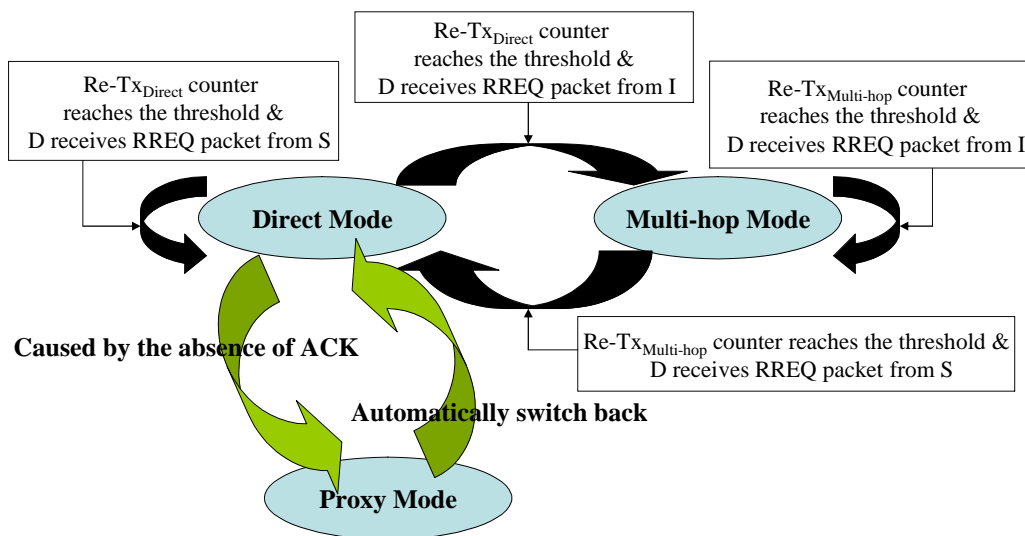 Re-TxDirect counter
reaches the threshold &
D receives RREQ packet from I
Re-TxDirect counter
reaches the threshold &
D receives RREQ packet from S
Re-TxMulti-hop counter
reaches the threshold &
D receives RREQ packet from I
Direct Mode
Multi-hop Mode
Caused by the absence of ACK
Re-TxMulti-hop counter reaches the threshold &
D receives RREQ packet from S
Automatically switch back
Proxy Mode